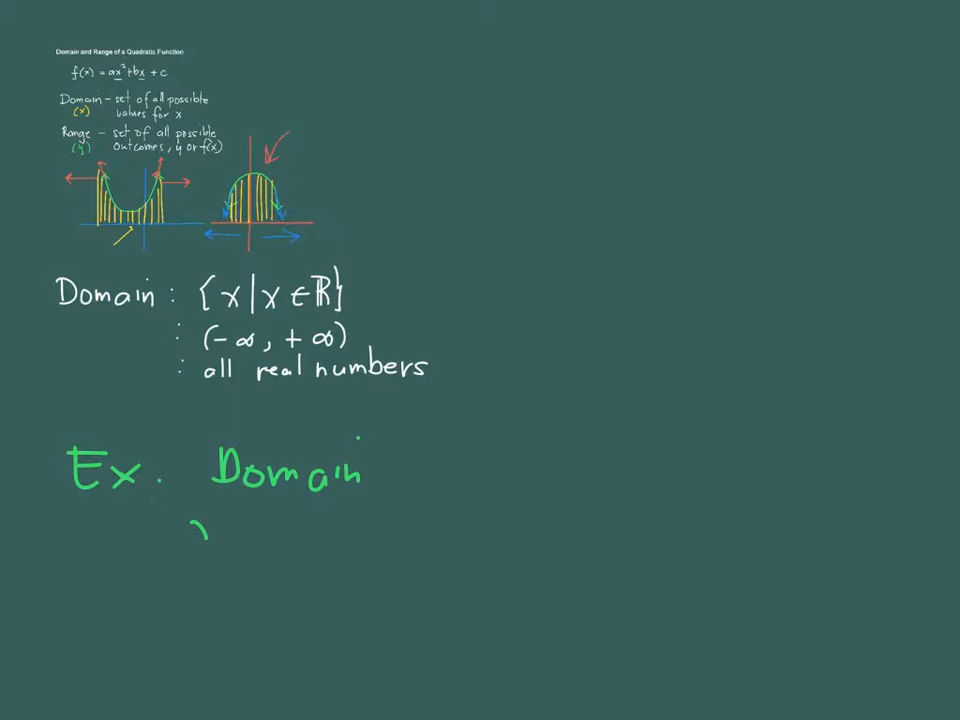 Domain and Range of a Quadratic Function
f(x) = ax² + bx + c
Domain - set of all possible
(x) values for x
Range - set of all possible
(y) outcomes, y or f(x)
Domain : {x | x ∈ ℝ}
: (-∞, +∞)
: all real numbers
Ex. Domain